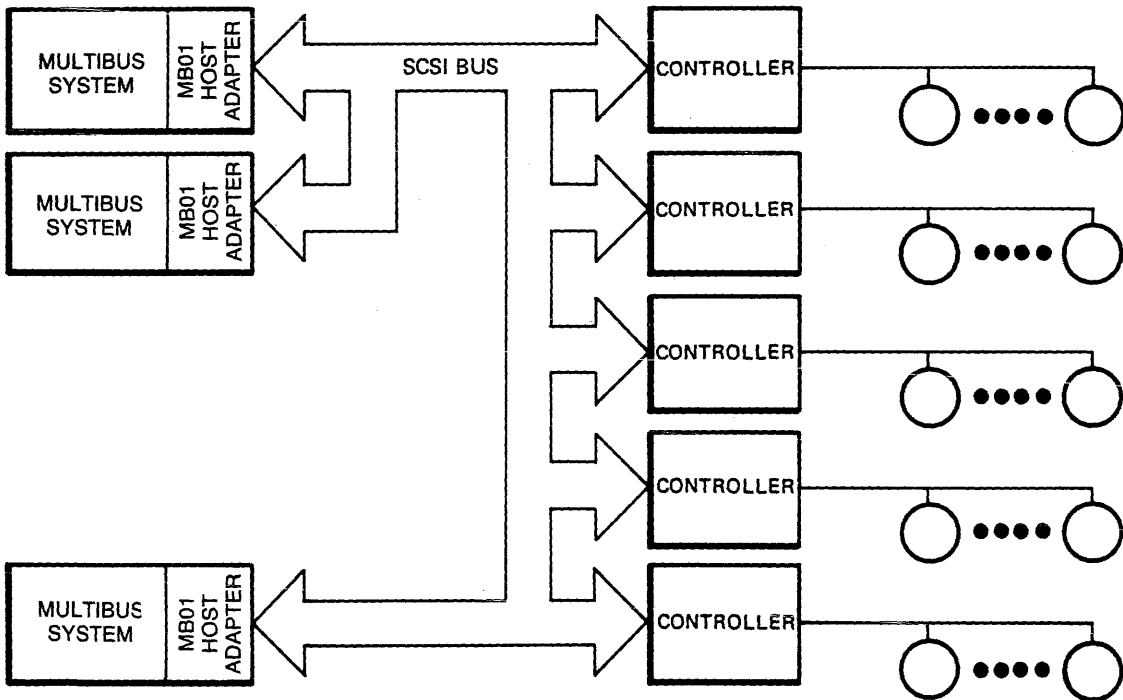 MULTIBUS
SYSTEM
MB01
HOST
ADAPTER
SCSI BUS
CONTROLLER
MULTIBUS
SYSTEM
MB01
HOST
ADAPTER
CONTROLLER
CONTROLLER
CONTROLLER
MULTIBUS
SYSTEM
MB01
HOST
ADAPTER
CONTROLLER